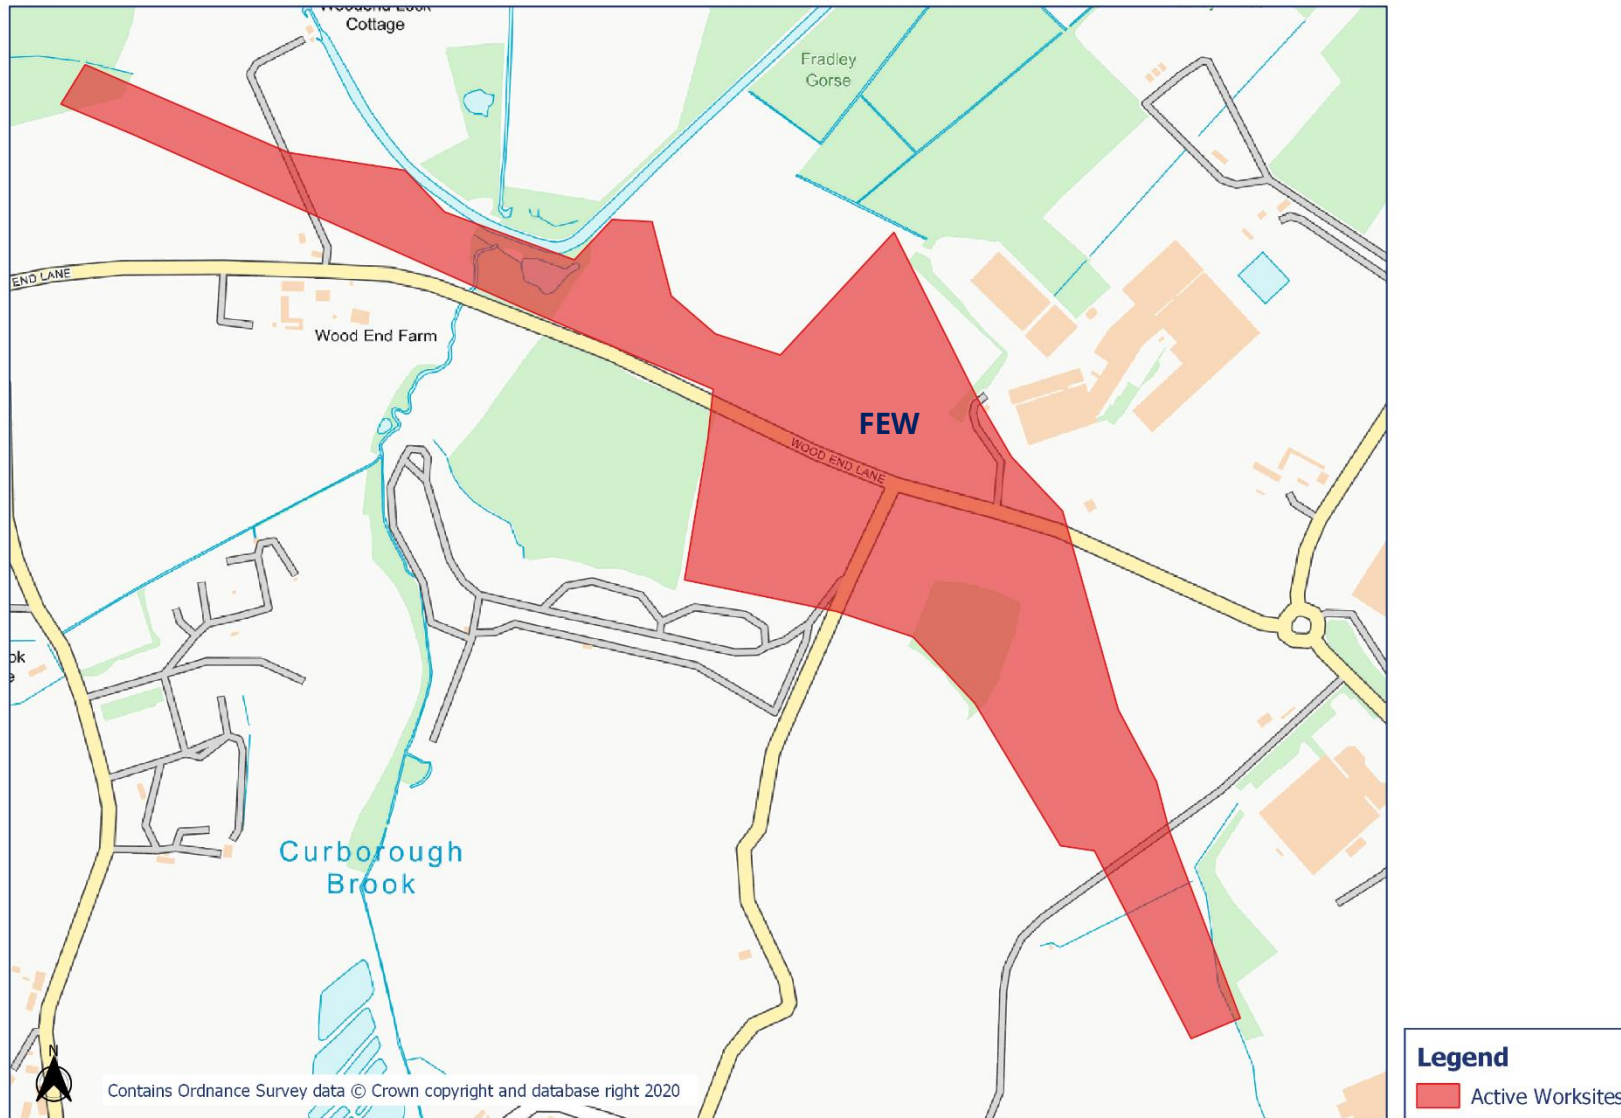 Cottage
Fradley
Gorse
END LANE
Wood End Farm
FEW
WOOD END LANE
Curborough
Brook
N
Contains Ordnance Survey data © Crown copyright and database right 2020
Legend
Active Worksites